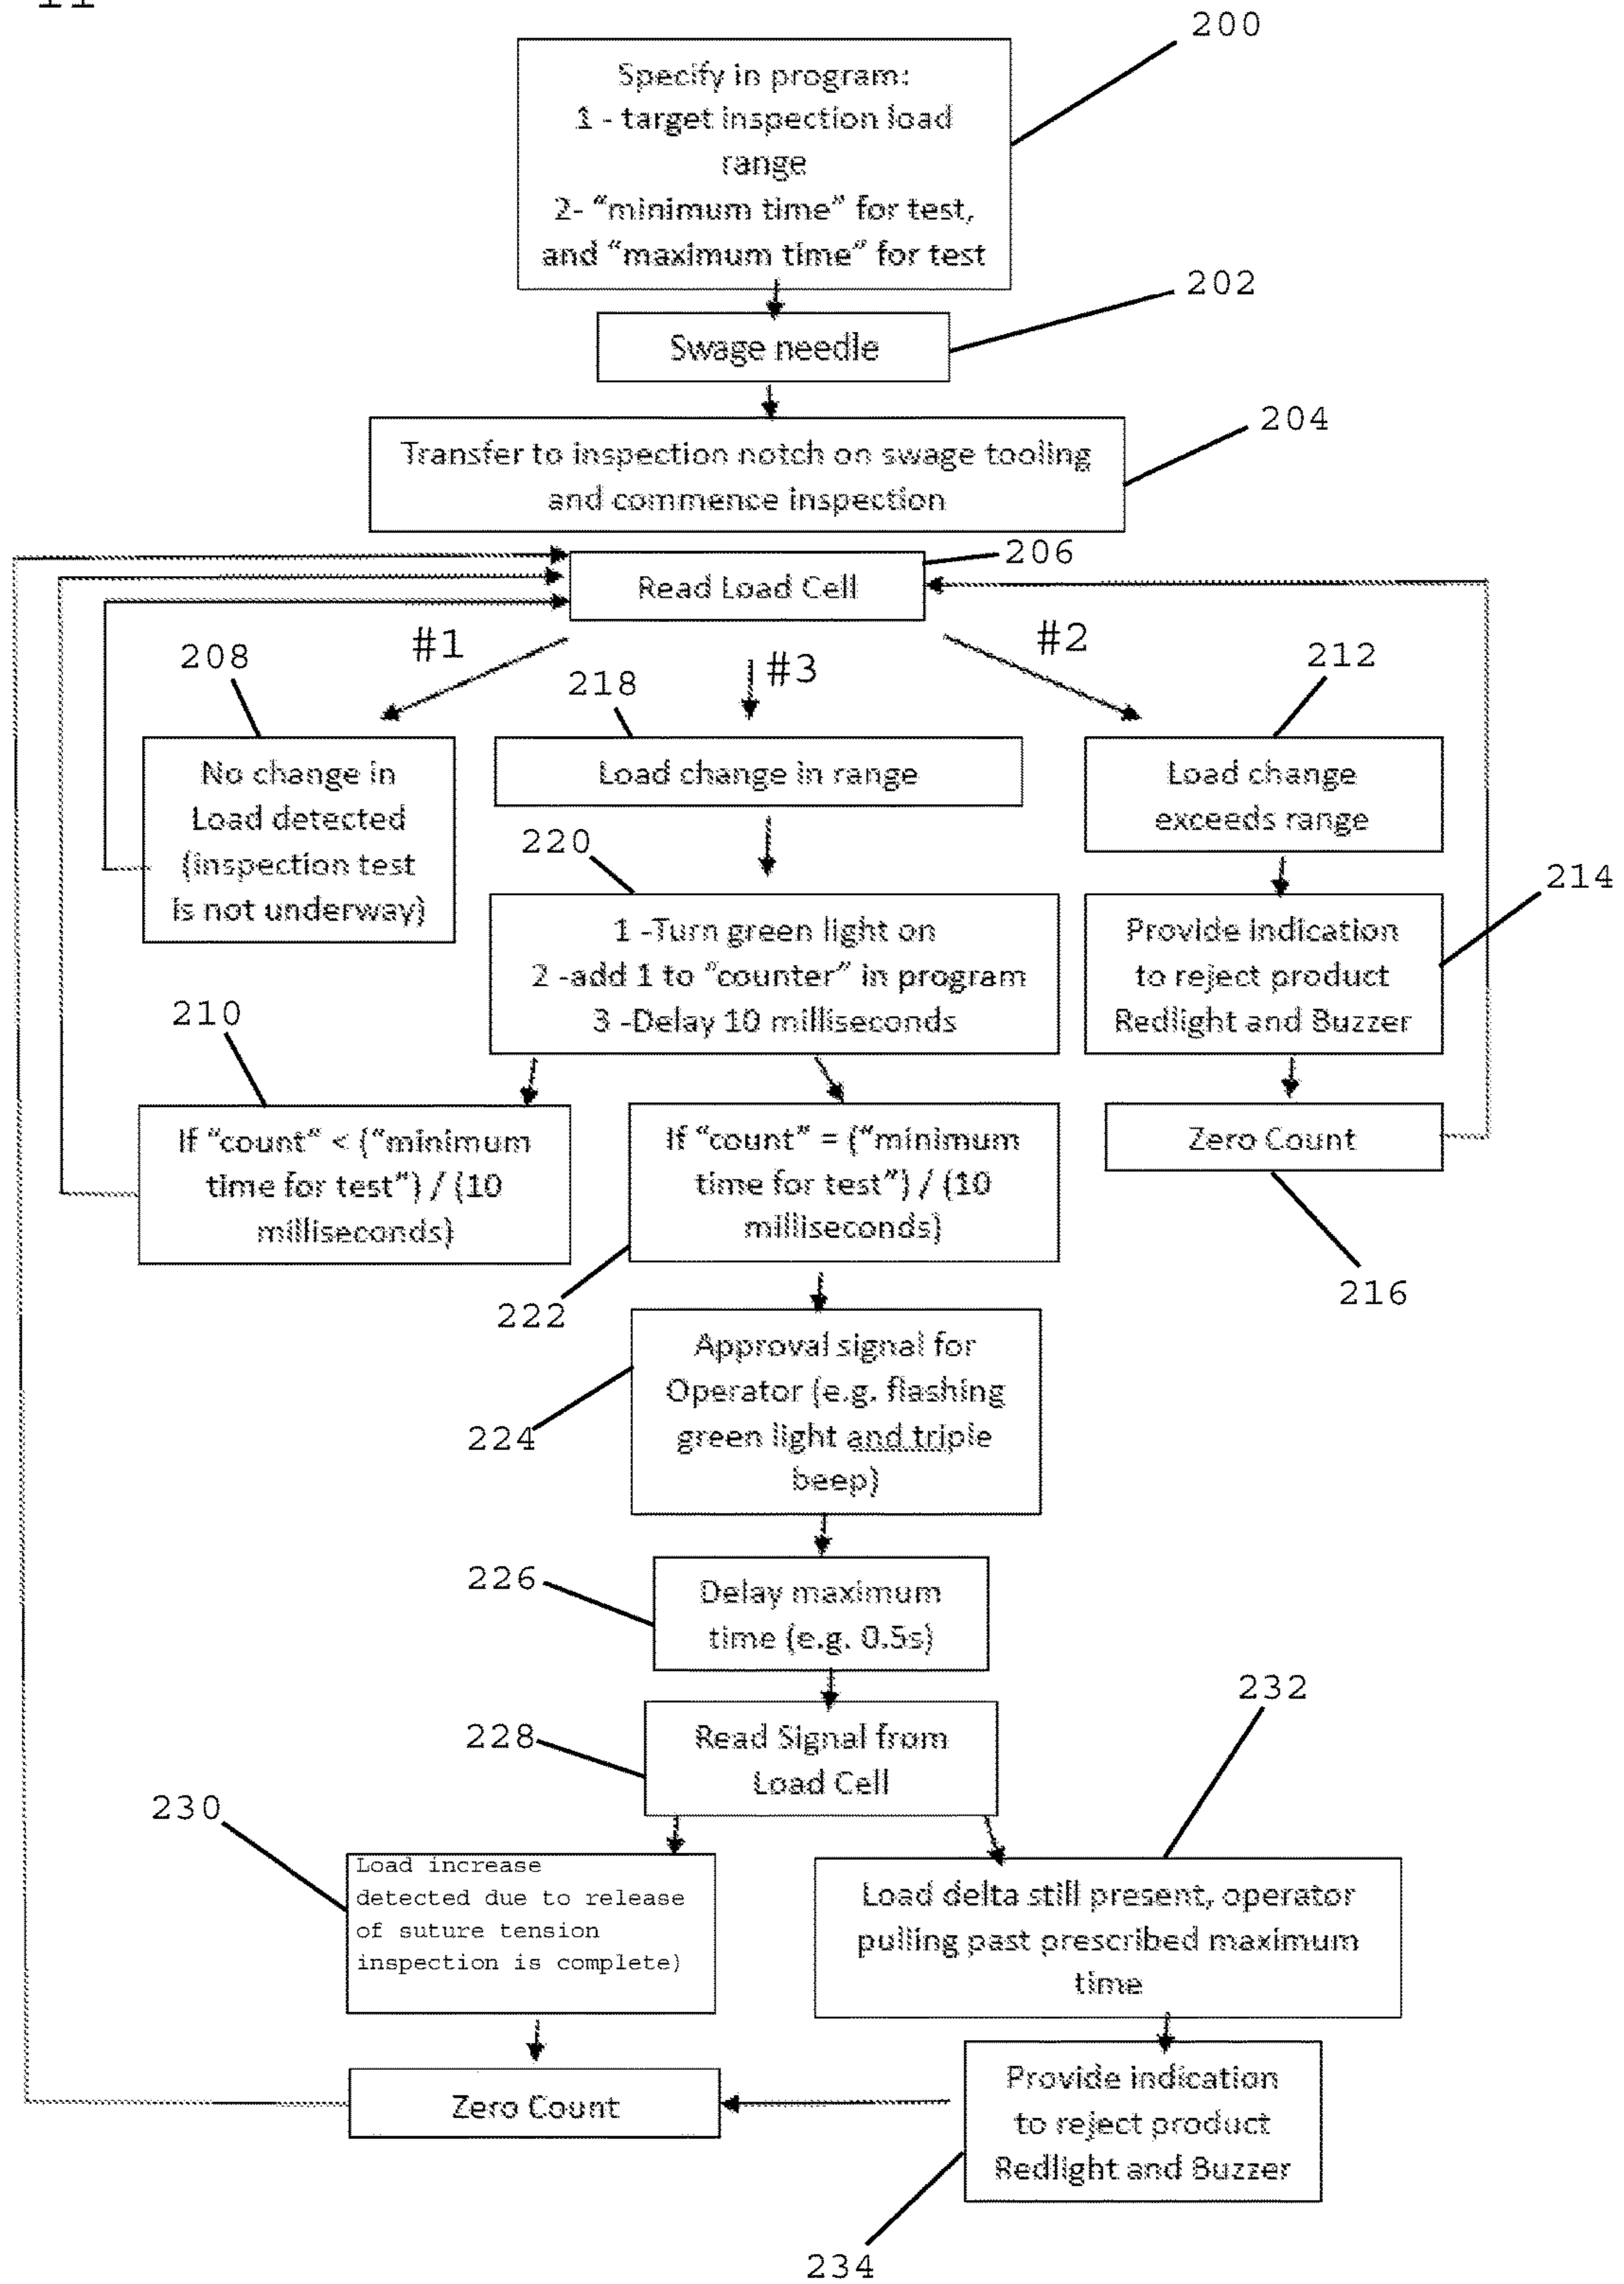 200
Specify in program:
1 - target inspection load
range
2- “minimum time” for test,
and “maximum time” for test
202
Swage needle
204
Transfer to inspection notch on swage tooling
and commence inspection
206
Read Load Cell
#1
#3
#2
208
No change in
Load detected
(inspection test
is not underway)
218
Load change in range
212
Load change
exceeds range
220
1 -Turn green light on
2 -add 1 to “counter” in program
3 -Delay 10 milliseconds
214
Provide indication
to reject product
Redlight and Buzzer
210
If “count“ < (“minimum
time for test”) / (10
milliseconds)
222
If “count” = (“minimum
time for test”) / (10
milliseconds)
Zero Count
216
224
Approval signal for
Operator (e.g. flashing
green light and triple
beep)
226
Delay maximum
time (e.g. 0.5s)
228
Read Signal from
Load Cell
230
Load increase
detected due to release
of suture tension
inspection is complete)
232
Load delta still present, operator
pulling past prescribed maximum
time
Zero Count
Provide indication
to reject product
Redlight and Buzzer
234